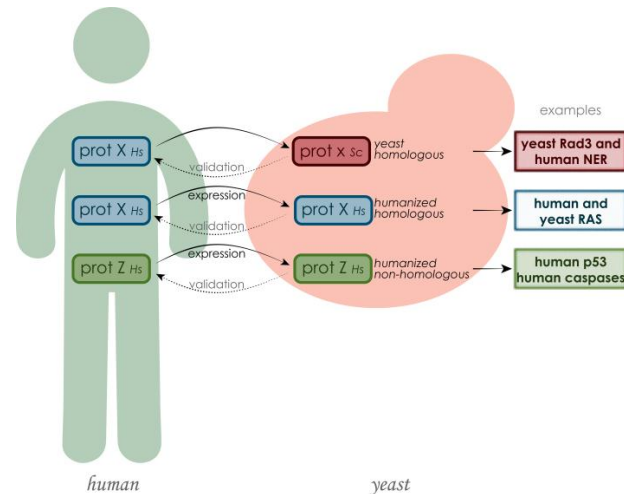 examples
prot X Hs
validation
prot x Sc
yeast
homologous
yeast Rad3 and
human NER
prot X Hs
expression
validation
prot X Hs
humanized
homologous
human and
yeast RAS
prot Z Hs
expression
validation
prot Z Hs
humanized
non-homologous
human p53
human caspases
human
yeast